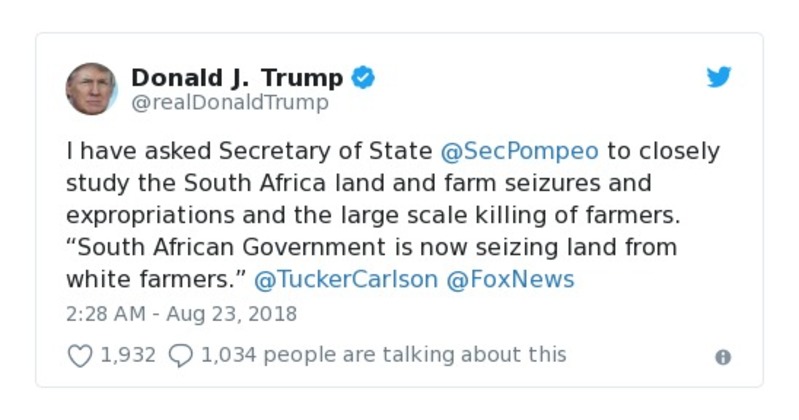 Donald J. Trump
@realDonaldTrump
I have asked Secretary of State @SecPompeo to closely
study the South Africa land and farm seizures and
expropriations and the large scale killing of farmers.
“South African Government is now seizing land from
white farmers.” @TuckerCarlson @FoxNews
2:28 AM - Aug 23, 2018
1,932 1,034 people are talking about this